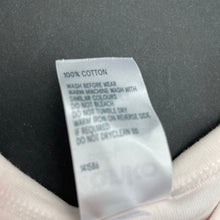 100% COTTON
WASH BEFORE WEAR
WARM MACHINE WASH WITH
SIMILAR COLOURS
DO NOT BLEACH
DO NOT TUMBLE DRY
WARM IRON ON REVERSE SIDE
IF REQUIRED
DO NOT DRYCLEAN